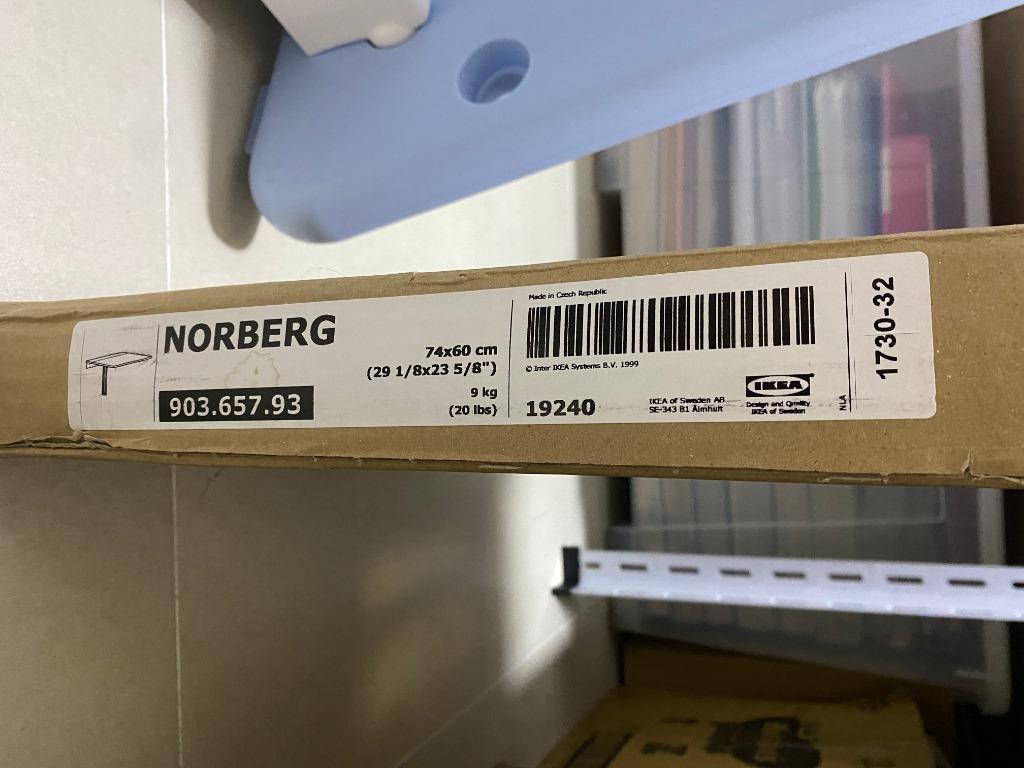 NORBERG
903.657.93
74x60 cm
(29 1/8x23 5/8")
9 kg
(20 lbs)
Made in Czech Republic
© Inter IKEA Systems B.V. 1999
19240
IKEA of Sweden AB
SE-343 81 Älmhult
IKEA
Design and Quality
IKEA of Sweden
NLA
1730-32